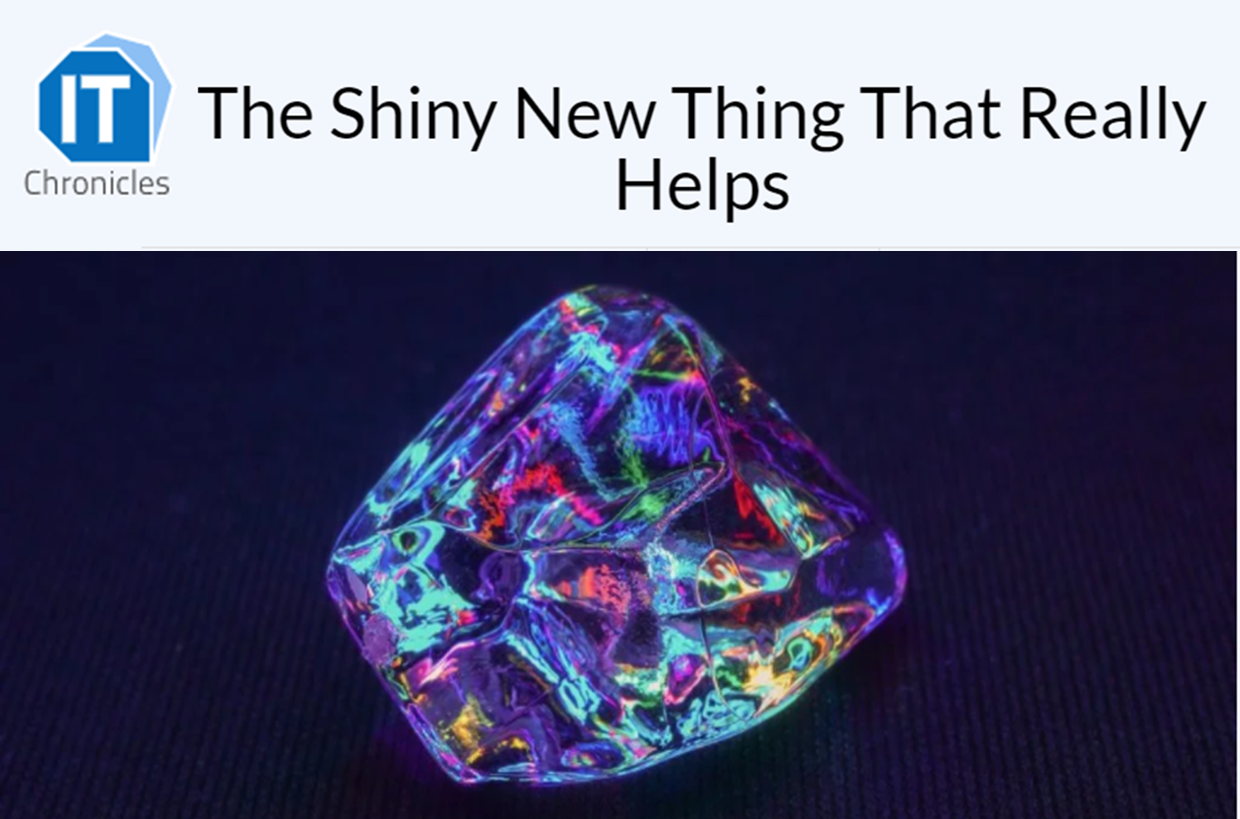 IT
Chronicles
The Shiny New Thing That Really
Helps